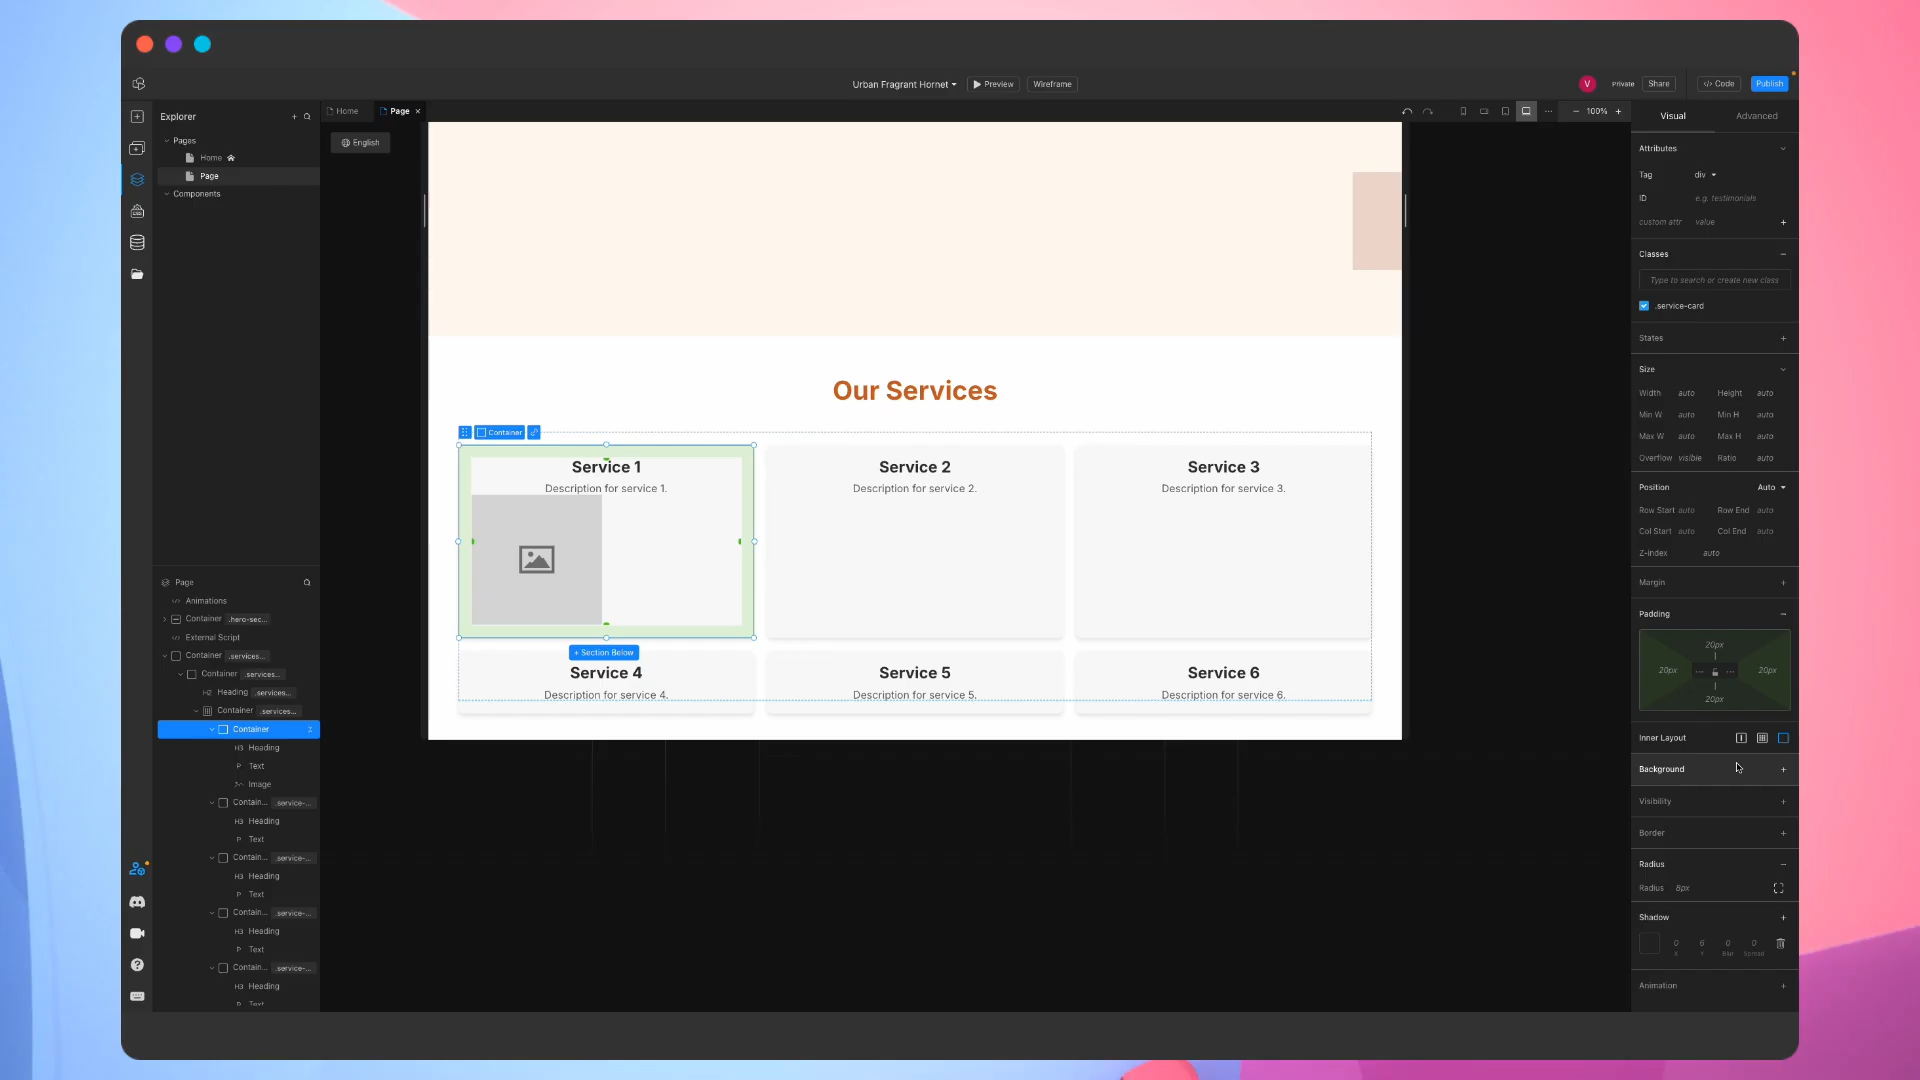 Urban Fragrant Hornet
Preview
Wireframe
V
Private
Share
</> Code
Publish
Explorer
Home
Page
100%
Visual
Advanced
Pages
Home
Page
Components
English
Attributes
Tag
div
ID
e.g. testimonials
custom attr
value
Classes
Type to search or create new class
.service-card
States
Size
Width auto
Height auto
Min W auto
Min H auto
Max W auto
Max H auto
Overflow visible
Ratio auto
Position
Auto
Row Start auto
Row End auto
Col Start auto
Col End auto
Z-index auto
Margin
Padding
20px
20px
20px
20px
Inner Layout
Background
Visibility
Border
Radius
Radius 8px
Shadow
0 6 0 0
X Y Blur Spread
Animation
Our Services
Container
Service 1
Description for service 1.
Service 2
Description for service 2.
Service 3
Description for service 3.
+ Section Below
Service 4
Description for service 4.
Service 5
Description for service 5.
Service 6
Description for service 6.
Page
</> Animations
Container .hero-sec...
</> External Script
Container .services...
Container .services...
H2 Heading .services...
Container .services...
Container
H3 Heading
P Text
Image
Contain... .service-...
H3 Heading
P Text
Contain... .service-...
H3 Heading
P Text
Contain... .service-...
H3 Heading
P Text
Contain... .service-...
H3 Heading
P Text